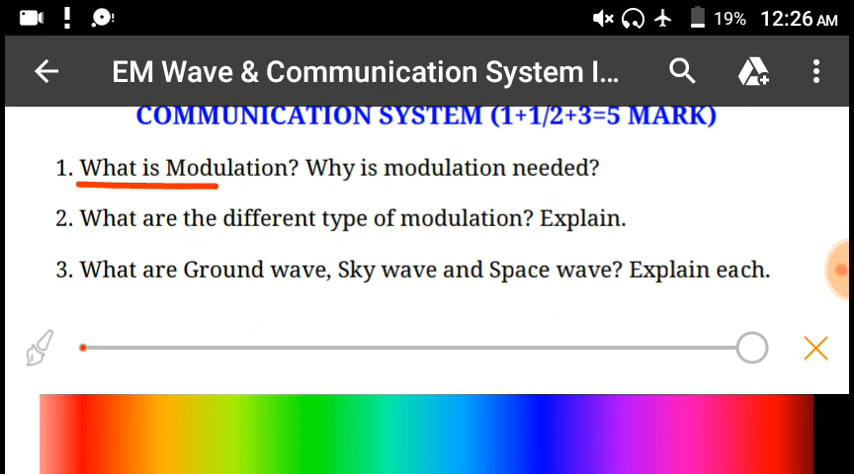 19% 12:26 AM
EM Wave & Communication System I...
COMMUNICATION SYSTEM (1+1/2+3=5 MARK)
1. What is Modulation? Why is modulation needed?
2. What are the different type of modulation? Explain.
3. What are Ground wave, Sky wave and Space wave? Explain each.